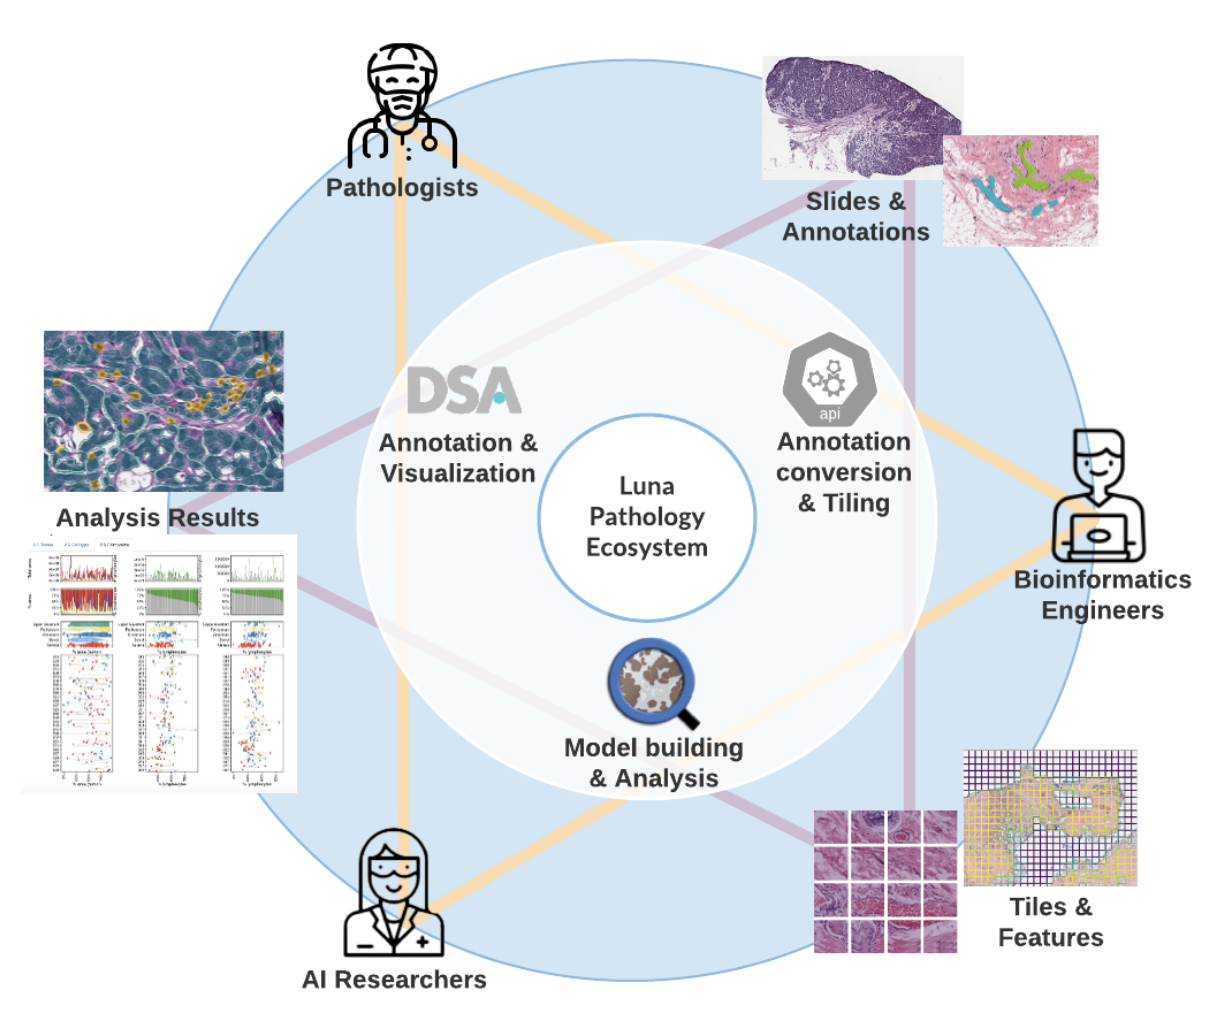 Pathologists
Slides &
Annotations
DSA
Annotation &
Visualization
api
Annotation
conversion
& Tiling
Luna
Pathology
Ecosystem
Analysis Results
Bioinformatics
Engineers
Model building
& Analysis
Tiles &
Features
AI Researchers